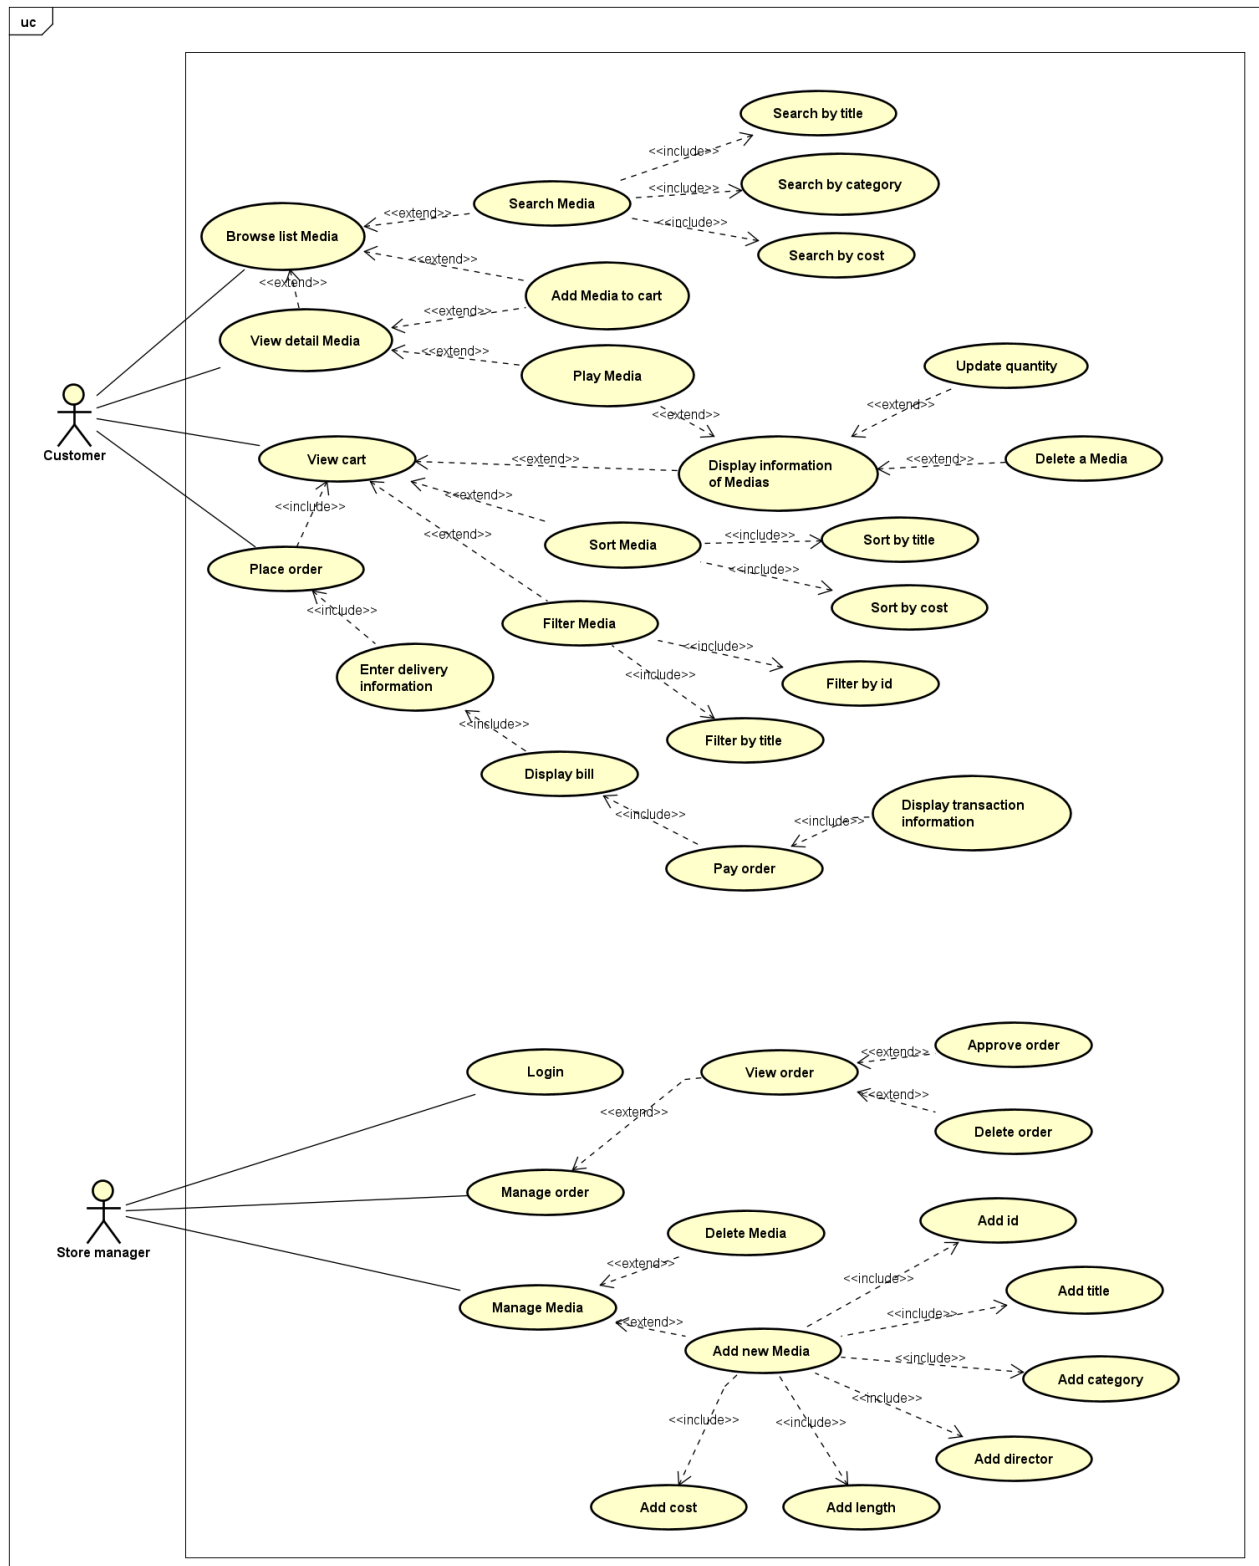 uc
Search by title
<<include>>
Search by category
<<include>>
Search Media
<<extend>>
<<include>>
Browse list Media
Search by cost
<<extend>>
<<extend>>
Add Media to cart
<<extend>>
View detail Media
<<extend>>
Play Media
Update quantity
<<extend>>
<<extend>>
Customer
View cart
<<extend>>
Display information
of Medias
<<extend>>
Delete a Media
<<extend>>
<<include>>
<<extend>>
Sort Media
<<include>>
Sort by title
<<include>>
Place order
Sort by cost
<<include>>
Filter Media
<<include>>
Enter delivery
information
<<include>>
Filter by id
<<include>>
Filter by title
Display bill
<<include>>
<<include>>
Display transaction
information
Pay order
Login
View order
<<extend>>
Approve order
<<extend>>
<<extend>>
Delete order
Manage order
Store manager
Delete Media
Add id
<<extend>>
<<include>>
Add title
Manage Media
<<extend>>
<<include>>
Add new Media
<<include>>
Add category
<<include>>
<<include>>
<<include>>
Add director
Add cost
Add length